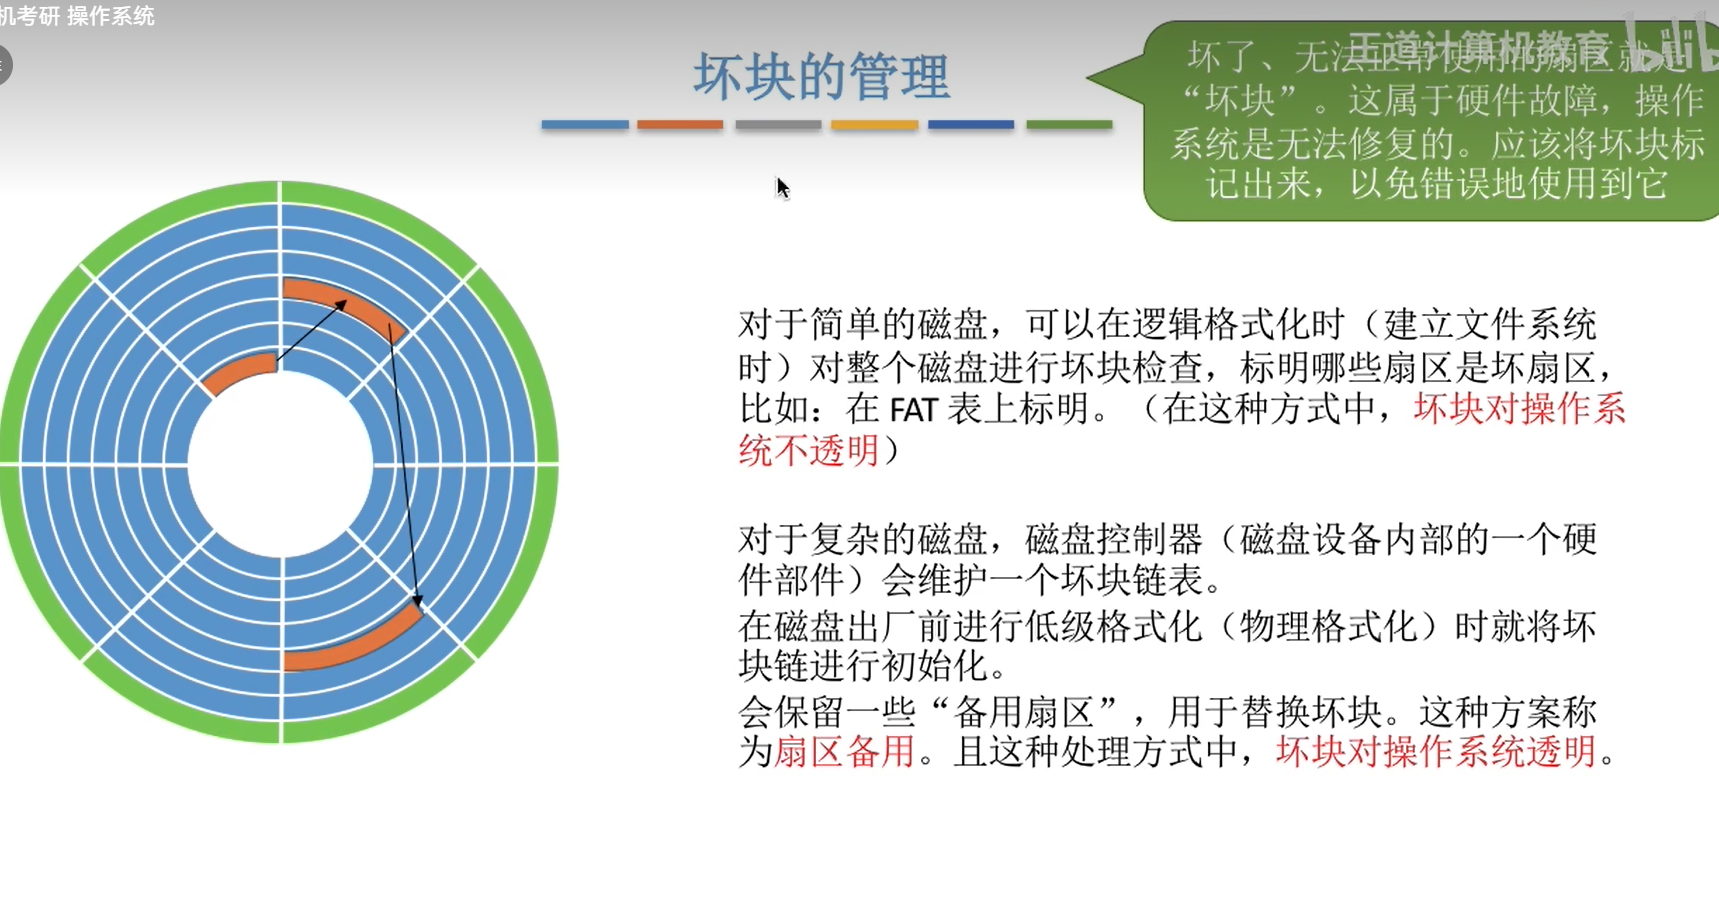 机考研 操作系统
坏块的管理
王道计算机教育 bilib
坏了、无法正常使用的扇区就是
“坏块”。这属于硬件故障，操作
系统是无法修复的。应该将坏块标
记出来，以免错误地使用到它
对于简单的磁盘，可以在逻辑格式化时（建立文件系统
时）对整个磁盘进行坏块检查，标明哪些扇区是坏扇区，
比如：在 FAT 表上标明。（在这种方式中，坏块对操作系
统不透明）
对于复杂的磁盘，磁盘控制器（磁盘设备内部的一个硬
件部件）会维护一个坏块链表。
在磁盘出厂前进行低级格式化（物理格式化）时就将坏
块链进行初始化。
会保留一些“备用扇区”，用于替换坏块。这种方案称
为扇区备用。且这种处理方式中，坏块对操作系统透明。